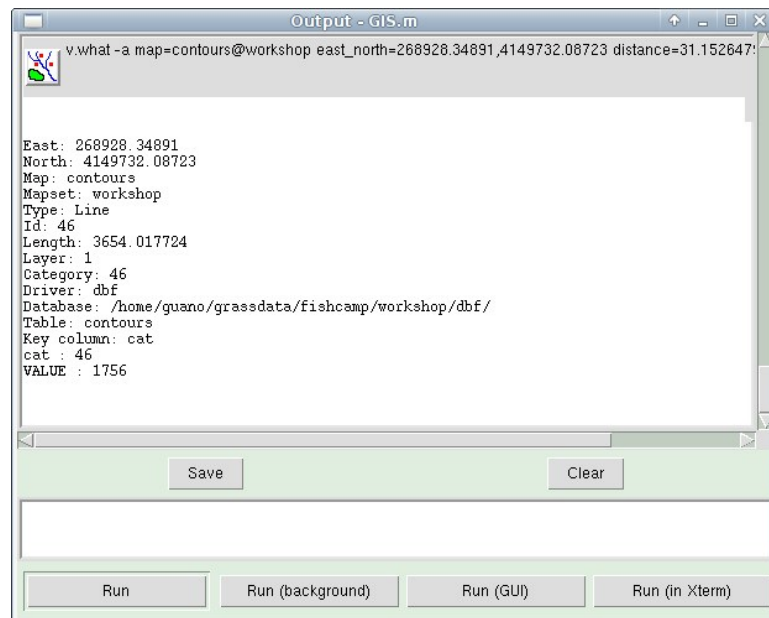 Output - GIS.m
v.what -a map=contours@workshop east_north=268928.34891,4149732.08723 distance=31.1526479
East: 268928.34891
North: 4149732.08723
Map: contours
Mapset: workshop
Type: Line
Id: 46
Length: 3654.017724
Layer: 1
Category: 46
Driver: dbf
Database: /home/guano/grassdata/fishcamp/workshop/dbf/
Table: contours
Key column: cat
cat : 46
VALUE : 1756
Save Clear
Run Run (background) Run (GUI) Run (in Xterm)